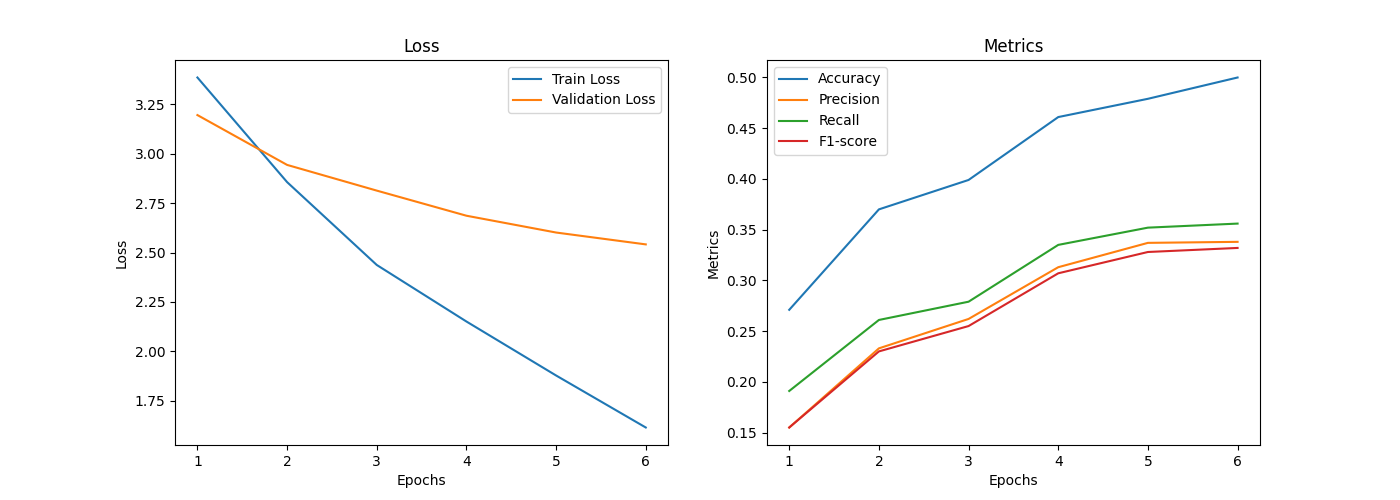 Loss
Train Loss
Validation Loss
3.25
3.00
2.75
2.50
2.25
2.00
1.75
Loss
1 2 3 4 5 6
Epochs
Metrics
Accuracy
Precision
Recall
F1-score
0.50
0.45
0.40
0.35
0.30
0.25
0.20
0.15
Metrics
1 2 3 4 5 6
Epochs